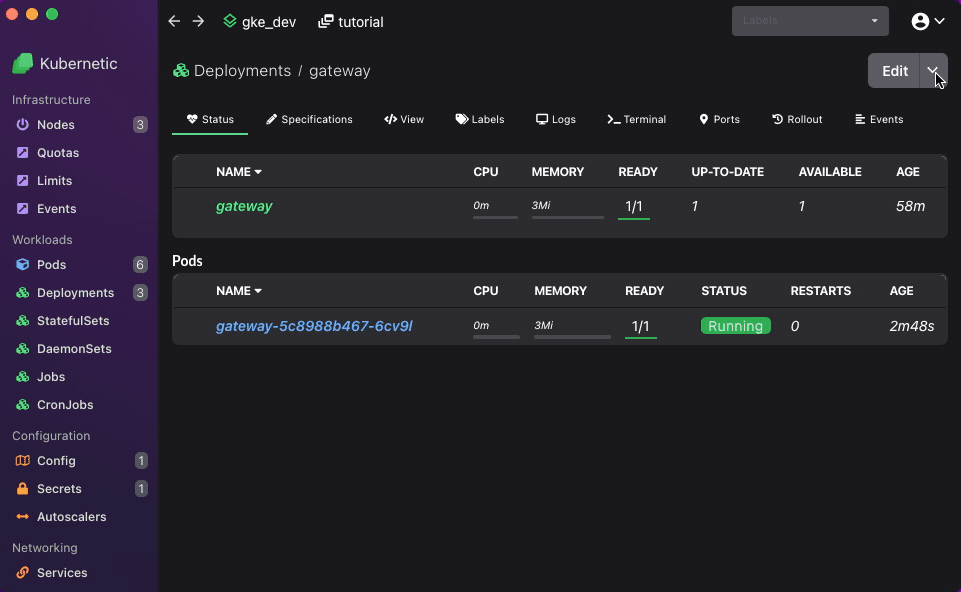 gke_dev tutorial Labels
Kubernetic
Deployments / gateway Edit
Infrastructure
Nodes 3
Quotas
Limits
Events
Workloads
Pods 6
Deployments 3
StatefulSets
DaemonSets
Jobs
CronJobs
Configuration
Config 1
Secrets 1
Autoscalers
Networking
Services
Status Specifications View Labels Logs Terminal Ports Rollout Events
NAME CPU MEMORY READY UP-TO-DATE AVAILABLE AGE
gateway 0m 3Mi 1/1 1 1 58m
Pods
NAME CPU MEMORY READY STATUS RESTARTS AGE
gateway-5c8988b467-6cv9l 0m 3Mi 1/1 Running 0 2m48s